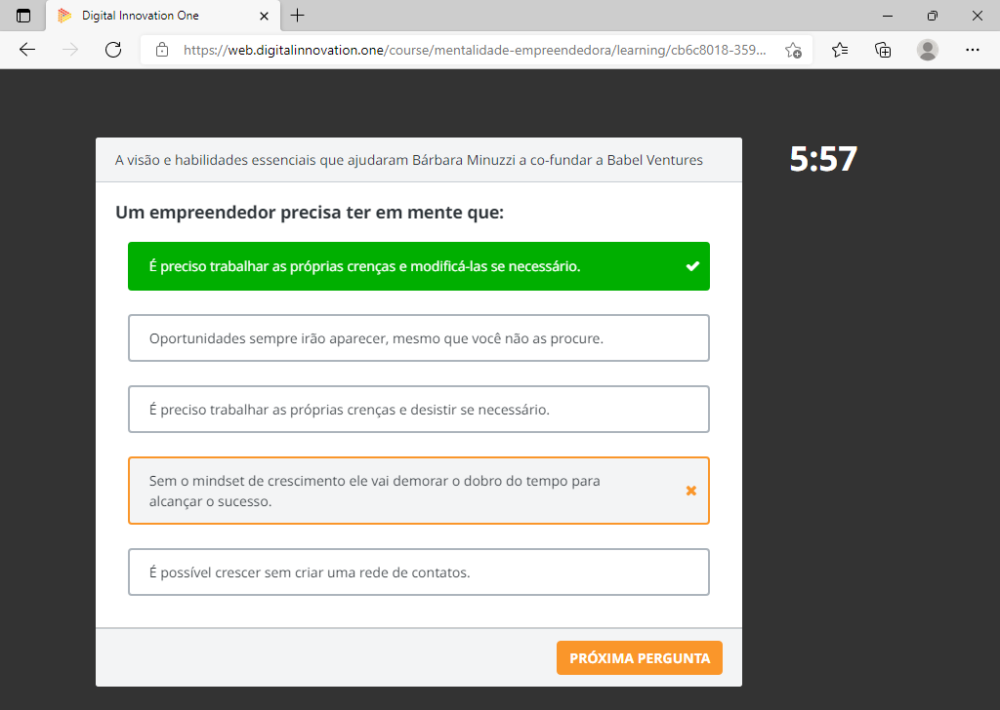 Digital Innovation One
https://web.digitalinnovation.one/course/mentalidade-empreendedora/learning/cb6c8018-359...
A visão e habilidades essenciais que ajudaram Bárbara Minuzzi a co-fundar a Babel Ventures
5:57
Um empreendedor precisa ter em mente que:
É preciso trabalhar as próprias crenças e modificá-las se necessário.
Oportunidades sempre irão aparecer, mesmo que você não as procure.
É preciso trabalhar as próprias crenças e desistir se necessário.
Sem o mindset de crescimento ele vai demorar o dobro do tempo para
alcançar o sucesso.
É possível crescer sem criar uma rede de contatos.
PRÓXIMA PERGUNTA